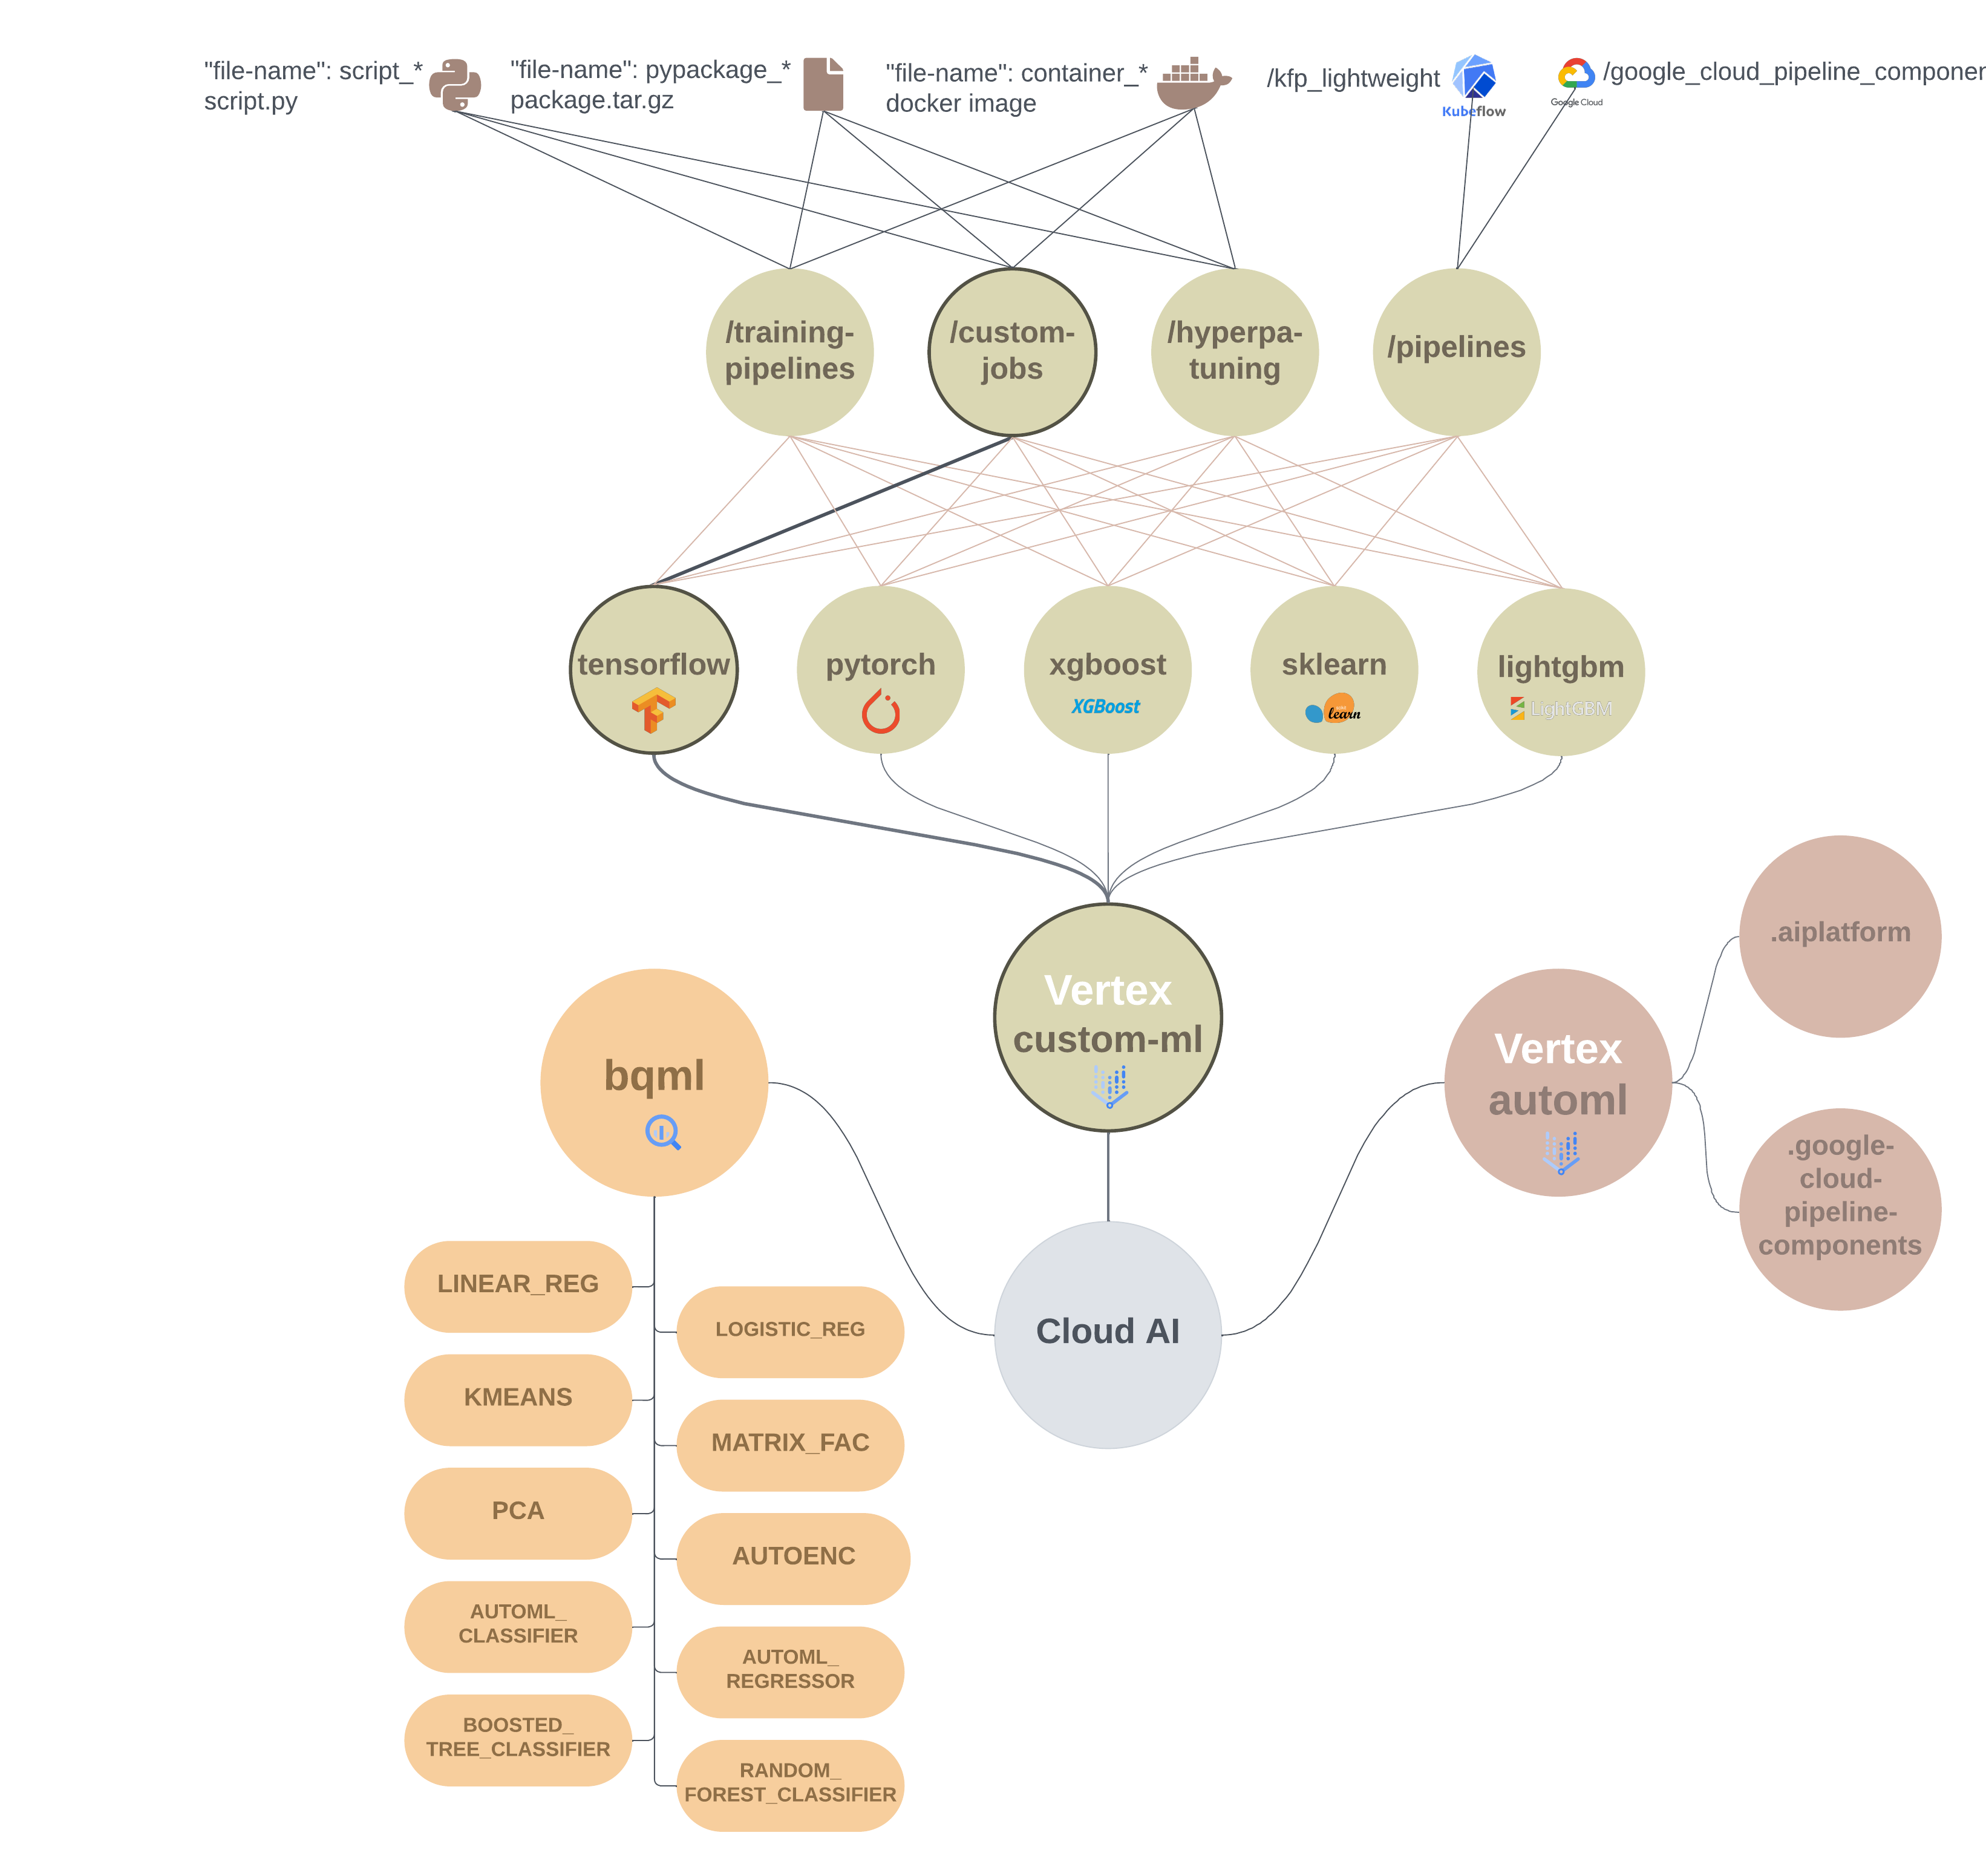 "file-name": script_*
script.py
"file-name": pypackage_*
package.tar.gz
"file-name": container_*
docker image
/kfp_lightweight
Kubeflow
Google Cloud
/google_cloud_pipeline_componen
/training-
pipelines
/custom-
jobs
/hyperpa-
tuning
/pipelines
tensorflow
pytorch
xgboost
XGBoost
sklearn
learn
lightgbm
LightGBM
Vertex
custom-ml
bqml
Vertex
automl
.aiplatform
.google-
cloud-
pipeline-
components
Cloud AI
LINEAR_REG
LOGISTIC_REG
KMEANS
MATRIX_FAC
PCA
AUTOENC
AUTOML_
CLASSIFIER
AUTOML_
REGRESSOR
BOOSTED_
TREE_CLASSIFIER
RANDOM_
FOREST_CLASSIFIER